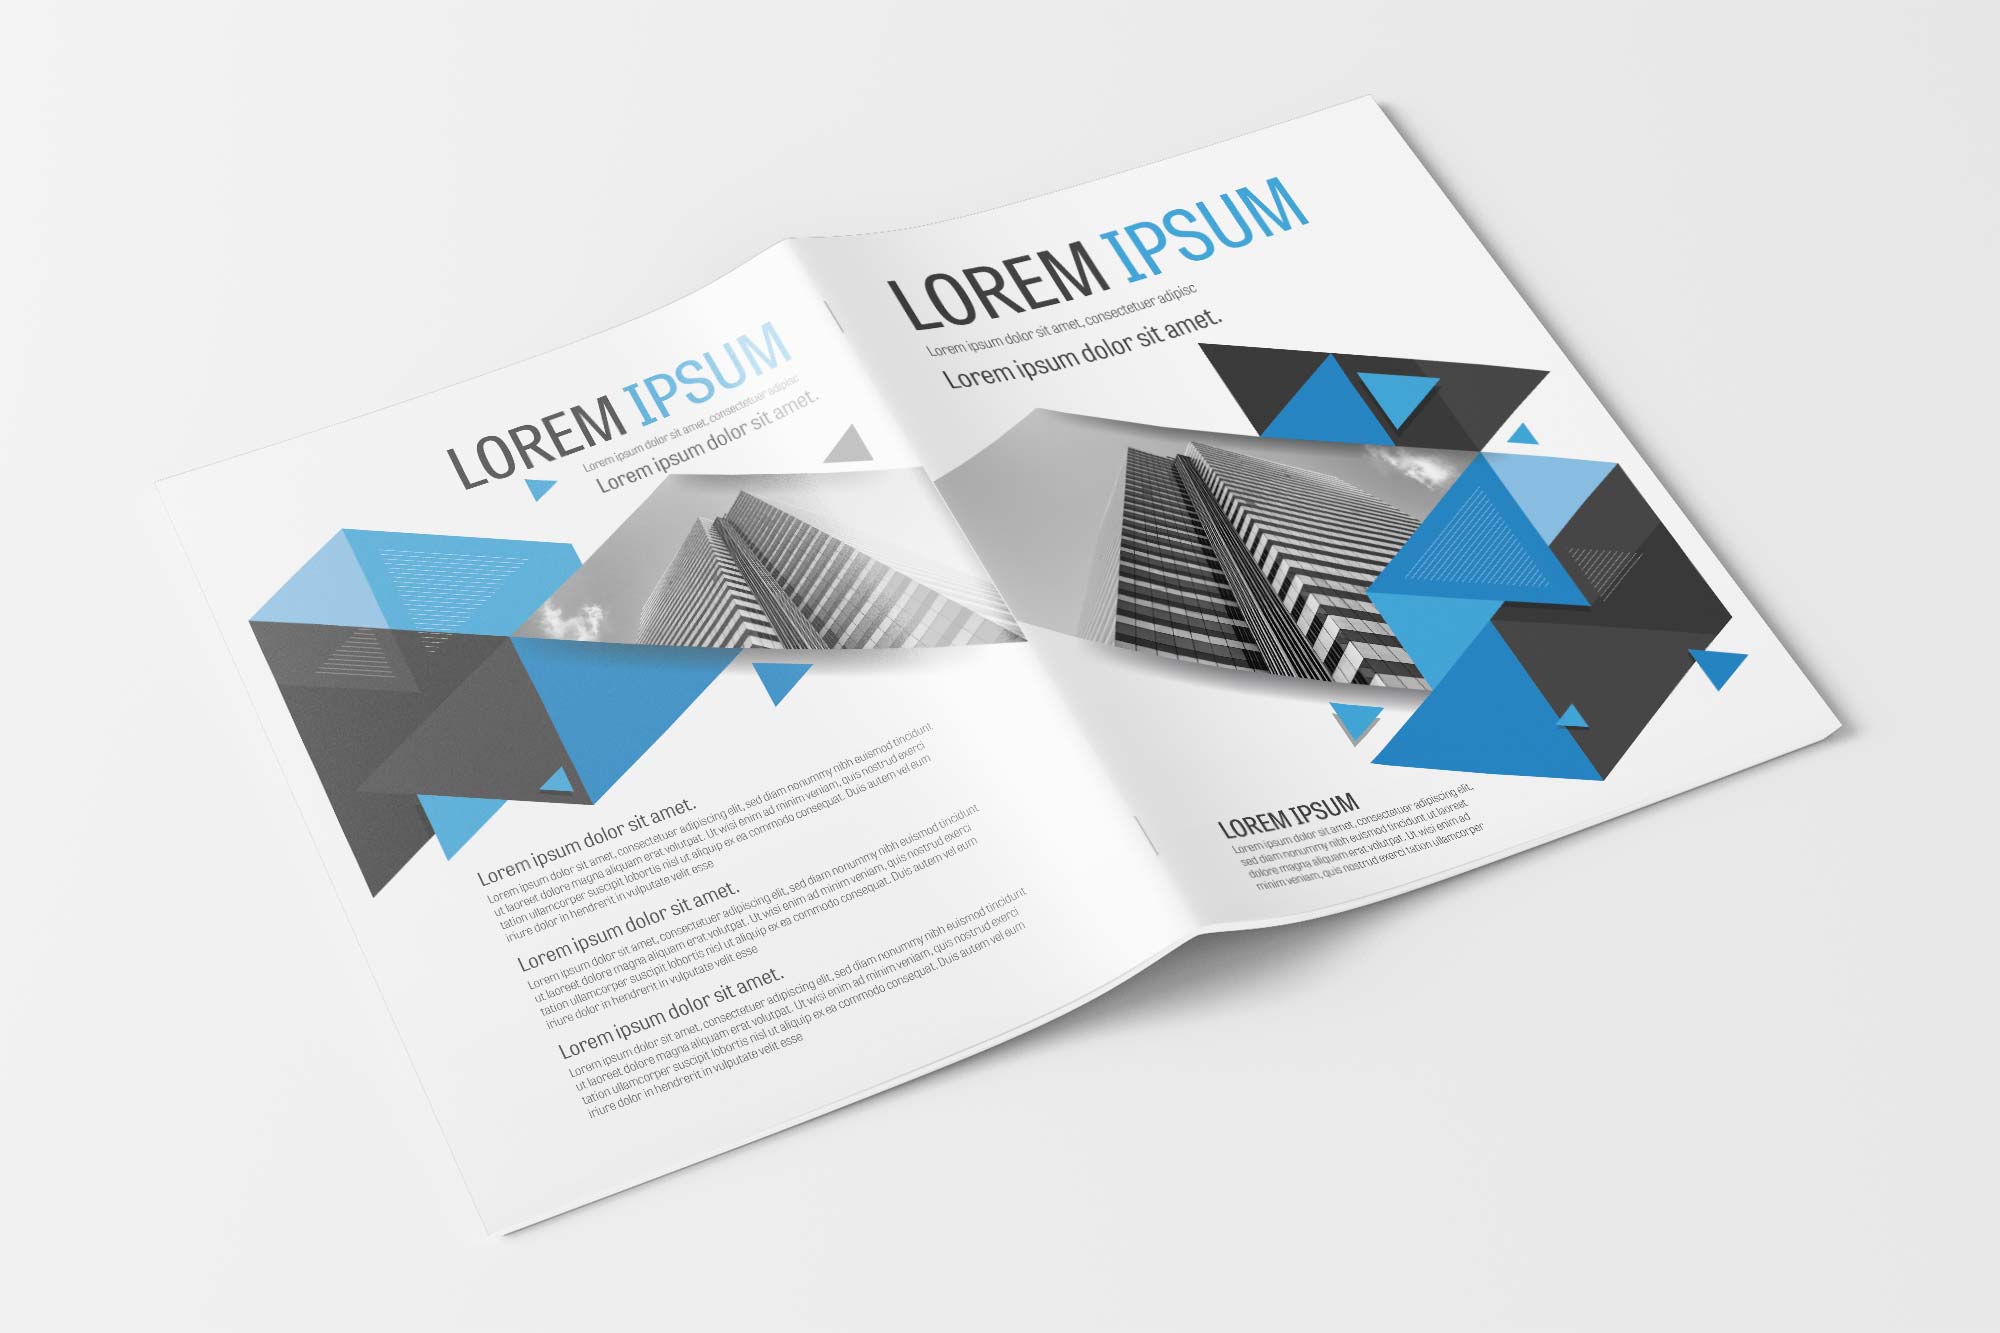 LOREM IPSUM
Lorem ipsum dolor sit amet, consectetuer adipisc
Lorem ipsum dolor sit amet.
Lorem ipsum dolor sit amet.
Lorem ipsum dolor sit amet, consectetuer adipiscing elit, sed diam nonummy nibh euismod tincidunt
ut laoreet dolore magna aliquam erat volutpat. Ut wisi enim ad minim veniam, quis nostrud exerci
tation ullamcorper suscipit lobortis nisl ut aliquip ex ea commodo consequat. Duis autem vel eum
iriure dolor in hendrerit in vulputate velit esse
Lorem ipsum dolor sit amet.
Lorem ipsum dolor sit amet, consectetuer adipiscing elit, sed diam nonummy nibh euismod tincidunt
ut laoreet dolore magna aliquam erat volutpat. Ut wisi enim ad minim veniam, quis nostrud exerci
tation ullamcorper suscipit lobortis nisl ut aliquip ex ea commodo consequat. Duis autem vel eum
iriure dolor in hendrerit in vulputate velit esse
Lorem ipsum dolor sit amet.
Lorem ipsum dolor sit amet, consectetuer adipiscing elit, sed diam nonummy nibh euismod tincidunt
ut laoreet dolore magna aliquam erat volutpat. Ut wisi enim ad minim veniam, quis nostrud exerci
tation ullamcorper suscipit lobortis nisl ut aliquip ex ea commodo consequat. Duis autem vel eum
iriure dolor in hendrerit in vulputate velit esse
LOREM IPSUM
Lorem ipsum dolor sit amet, consectetuer adipisc
Lorem ipsum dolor sit amet.
LOREM IPSUM
Lorem ipsum dolor sit amet, consectetuer adipiscing elit,
sed diam nonummy nibh euismod tincidunt ut laoreet
dolore magna aliquam erat volutpat. Ut wisi enim ad
minim veniam, quis nostrud exerci tation ullamcorper